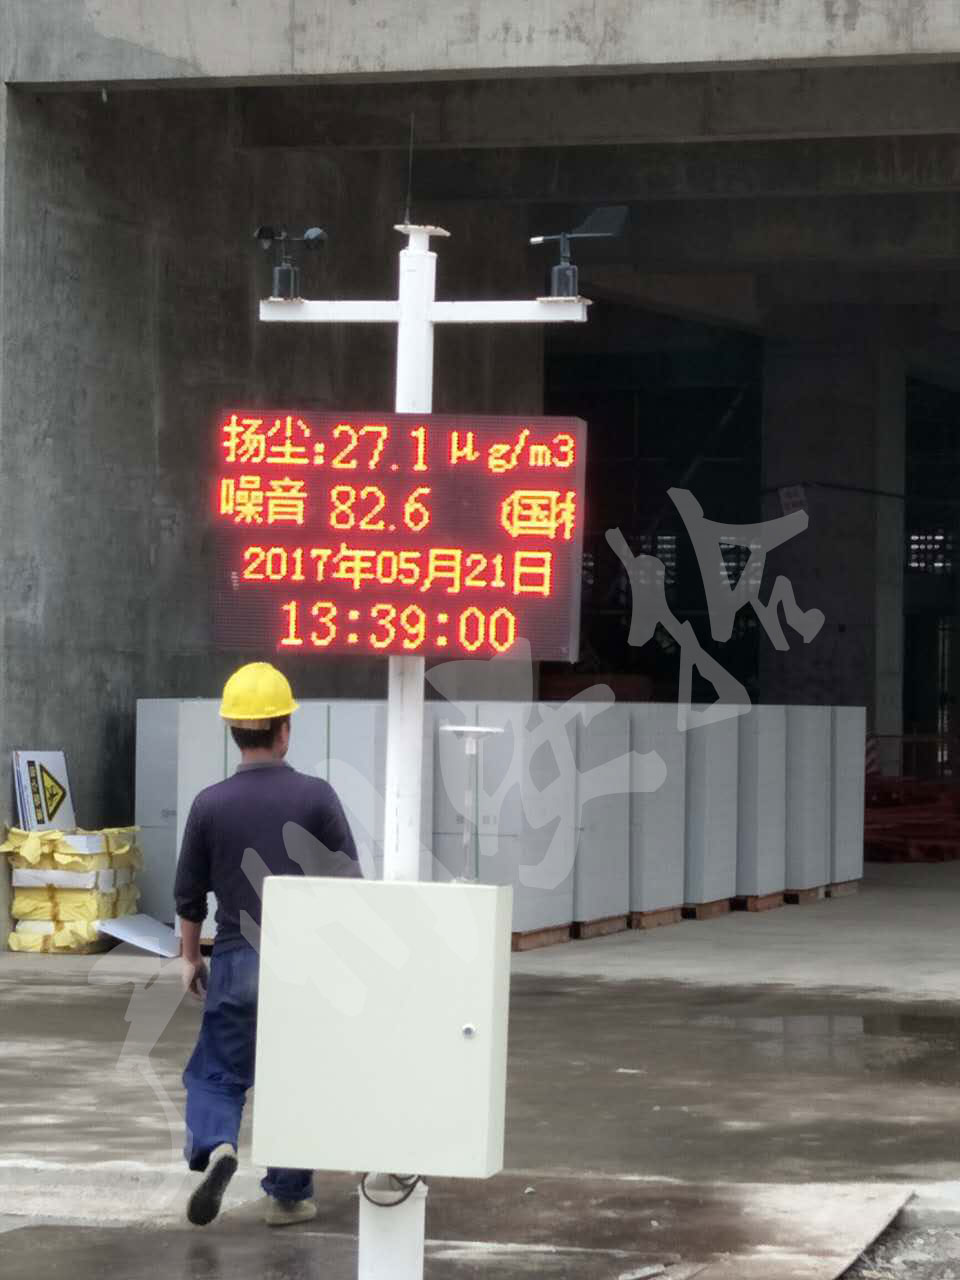 扬尘:27.1 μg/m3
噪音 82.6 (国
2017年05月21日
13:39:00